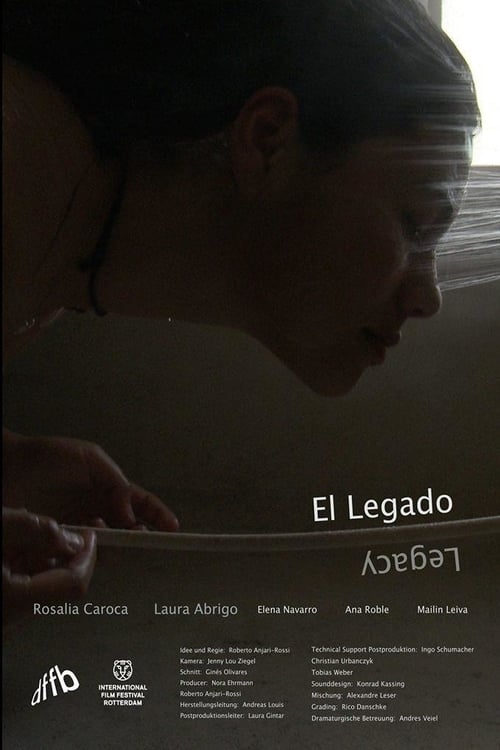 El Legado
Legacy
Rosalia Caroca Laura Abrigo Elena Navarro Ana Roble Mailin Leiva
dffb
INTERNATIONAL
FILM FESTIVAL
ROTTERDAM
Idee und Regie: Roberto Anjari-Rossi
Kamera: Jenny Lou Ziegel
Schnitt: Ginés Olivares
Producer: Nora Ehrmann
Roberto Anjari-Rossi
Herstellungsleitung: Andreas Louis
Postproduktionsleiter: Laura Gintar
Technical Support Postproduktion: Ingo Schumacher
Christian Urbanczyk
Tobias Weber
Sounddesign: Konrad Kassing
Mischung: Alexandre Leser
Grading: Rico Danschke
Dramaturgische Betreuung: Andres Veiel